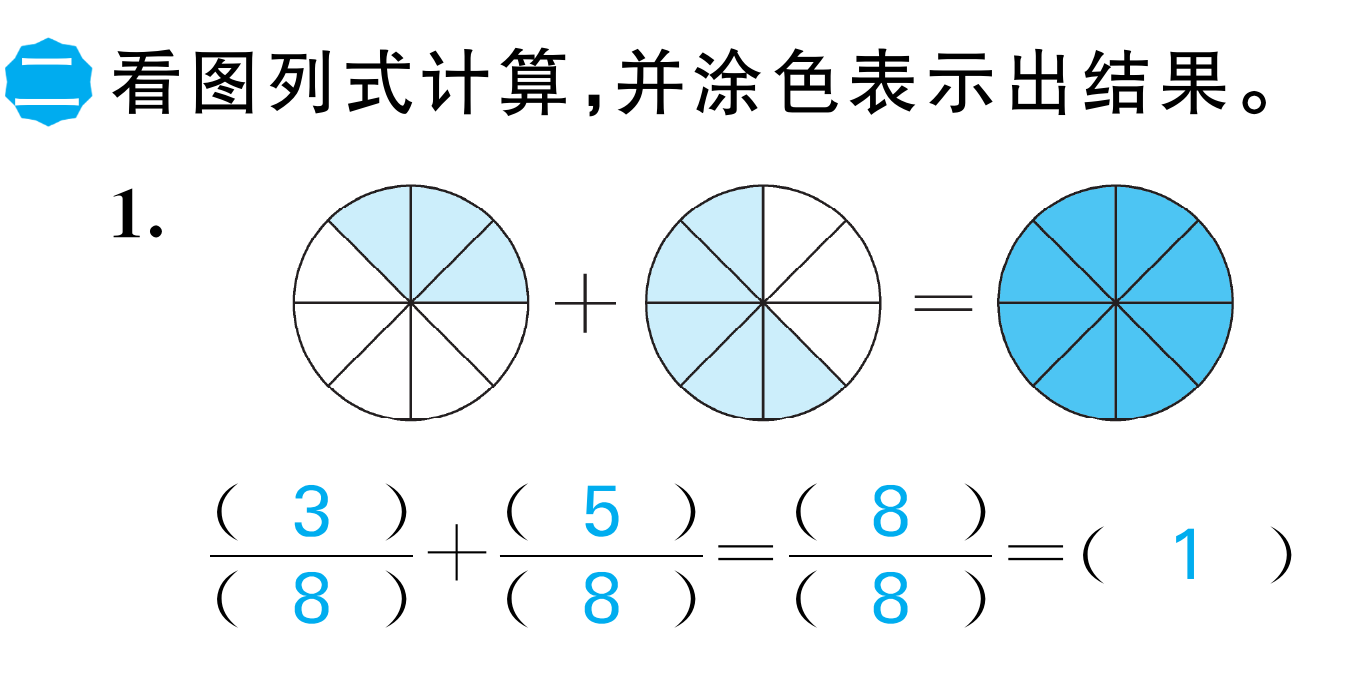 二 看图列式计算,并涂色表示出结果。
1.
+ =
( 3 ) ( 5 ) ( 8 )
+ = = ( 1 )
( 8 ) ( 8 ) ( 8 )